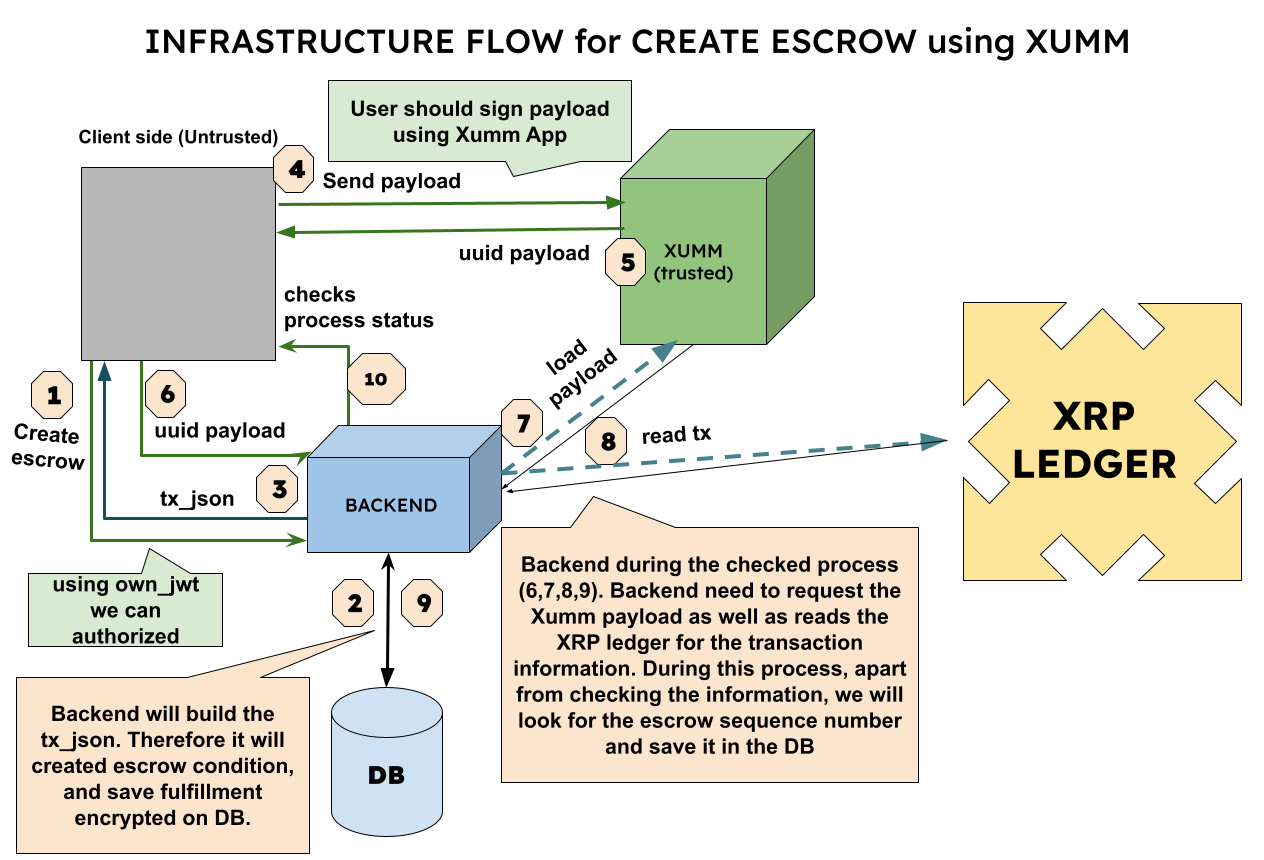 INFRASTRUCTURE FLOW for CREATE ESCROW using XUMM
User should sign payload
using Xumm App
Client side (Untrusted)
4
Send payload
uuid payload
5
XUMM
(trusted)
checks
process status
10
1
Create
escrow
6
uuid payload
load
payload
7
8
read tx
XRP
LEDGER
3
tx_json
BACKEND
using own_jwt
we can
authorized
2
9
Backend during the checked process
(6,7,8,9). Backend need to request the
Xumm payload as well as reads the
XRP ledger for the transaction
information. During this process, apart
from checking the information, we will
look for the escrow sequence number
and save it in the DB
Backend will build the
tx_json. Therefore it will
created escrow condition,
and save fulfillment
encrypted on DB.
DB